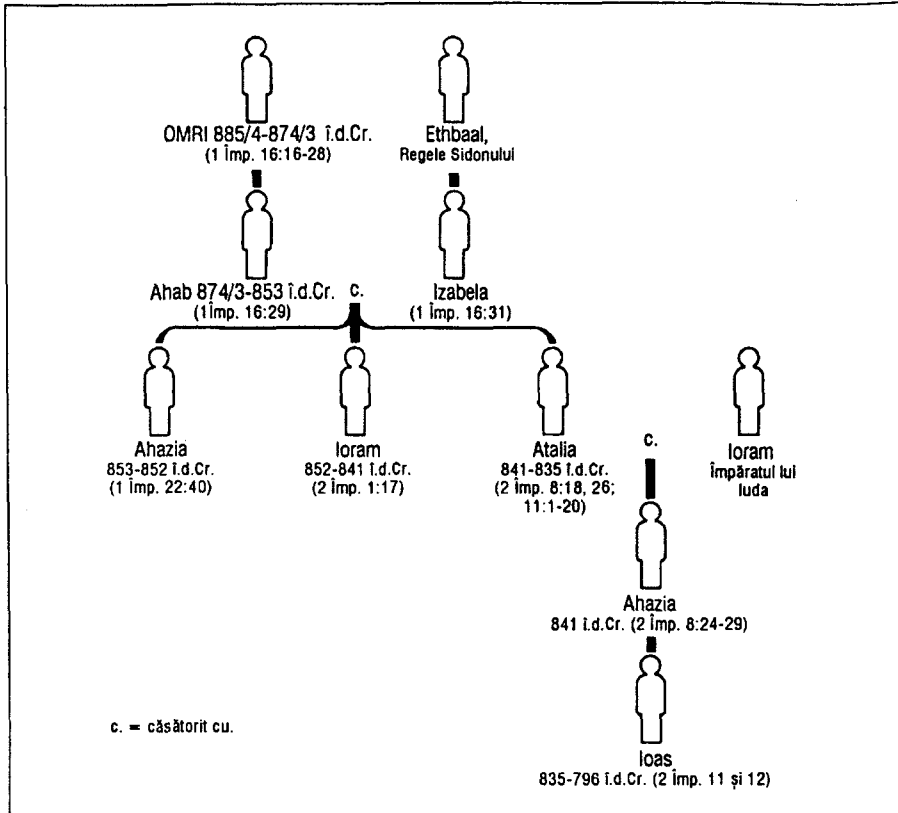 OMRI 885/4-874/3 î.d.Cr.
(1 Împ. 16:16-28)
Ethbaal,
Regele Sidonului
Ahab 874/3-853 î.d.Cr.
(1Împ. 16:29)
c.
Izabela
(1 Împ. 16:31)
Ahazia
853-852 î.d.Cr.
(1 Împ. 22:40)
Ioram
852-841 î.d.Cr.
(2 Împ. 1:17)
Atalia
841-835 î.d.Cr.
(2 Împ. 8:18, 26;
11:1-20)
c.
Ioram
Împăratul lui
Iuda
Ahazia
841 î.d.Cr. (2 Împ. 8:24-29)
c. = căsătorit cu.
Ioas
835-796 î.d.Cr. (2 Împ. 11 și 12)